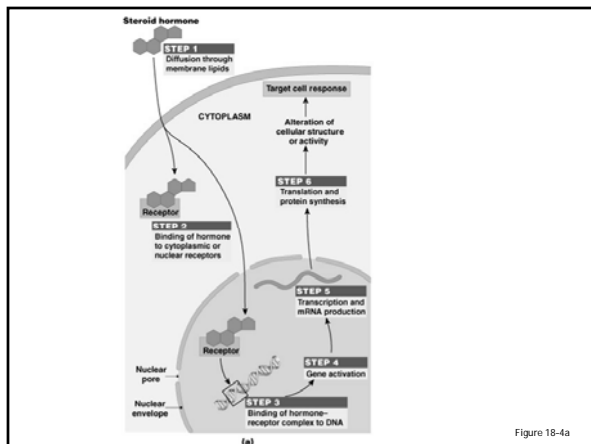 Steroid hormone
STEP 1
Diffusion through
membrane lipids
Target cell response
CYTOPLASM
Alteration of
cellular structure
or activity
STEP 6
Translation and
protein synthesis
Receptor
STEP 2
Binding of hormone
to cytoplasmic or
nuclear receptors
STEP 5
Transcription and
mRNA production
Receptor
STEP 4
Gene activation
Nuclear
pore
Nuclear
envelope
STEP 3
Binding of hormone–
receptor complex to DNA
(a)
Figure 18-4a